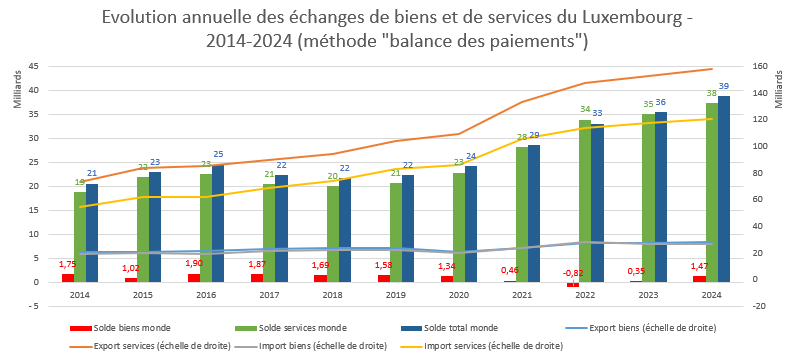 Evolution annuelle des échanges de biens et de services du Luxembourg -
2014-2024 (méthode "balance des paiements")
Milliards
Milliards
45
40
35
30
25
20
15
10
5
0
- 5
160
140
120
100
80
60
40
20
0
-20
19 21 22 23 23 25 21 22 20 22 21 22 23 24 28 29 34 33 35 36 38 39
1,75 1,02 1,90 1,87 1,69 1,58 1,34 0,46 -0,82 0,35 1,47
2014 2015 2016 2017 2018 2019 2020 2021 2022 2023 2024
Solde biens monde Solde services monde Solde total monde Export biens (échelle de droite)
Export services (échelle de droite) Import biens (échelle de droite) Import services (échelle de droite)